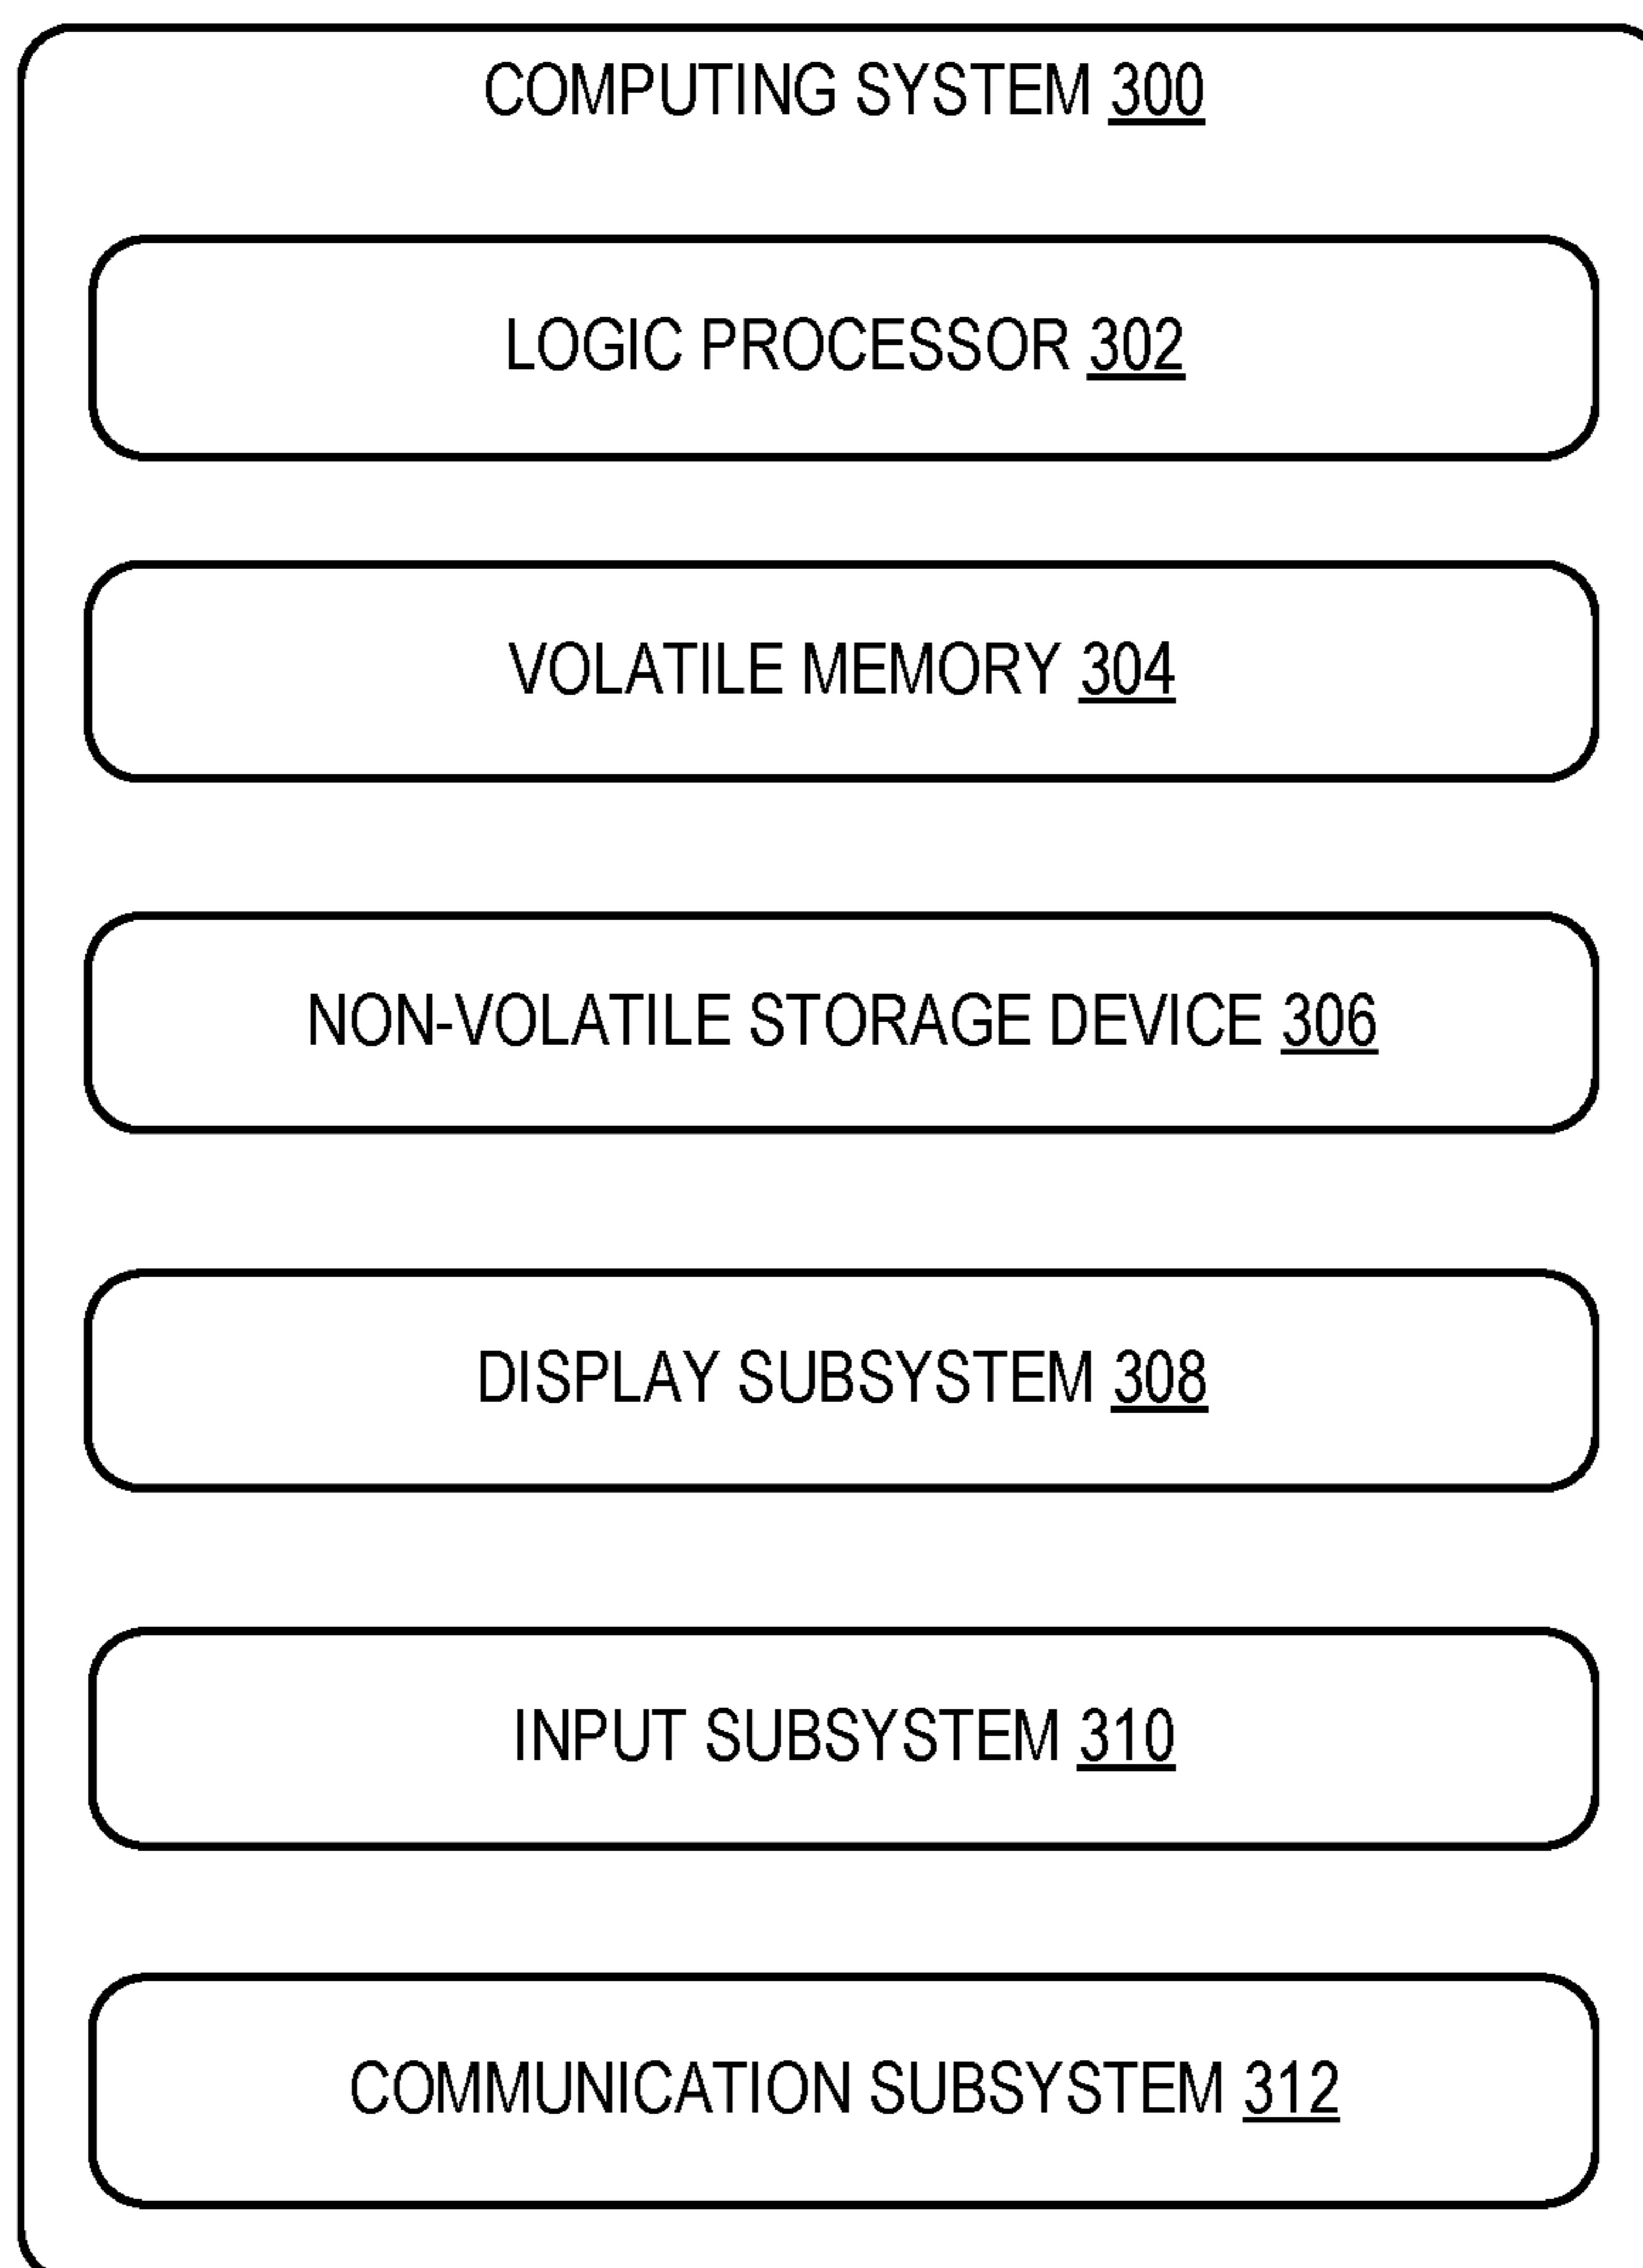 COMPUTING SYSTEM 300
LOGIC PROCESSOR 302
VOLATILE MEMORY 304
NON-VOLATILE STORAGE DEVICE 306
DISPLAY SUBSYSTEM 308
INPUT SUBSYSTEM 310
COMMUNICATION SUBSYSTEM 312